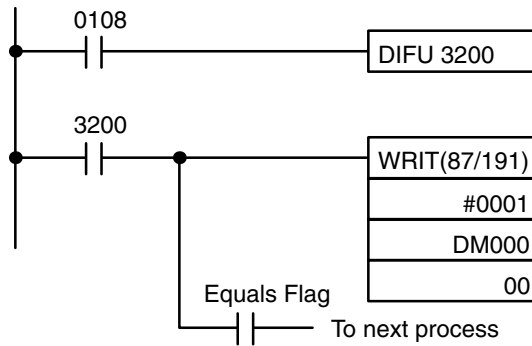 0108
DIFU 3200
3200
WRIT(87/191)
#0001
DM000
00
Equals Flag
To next process